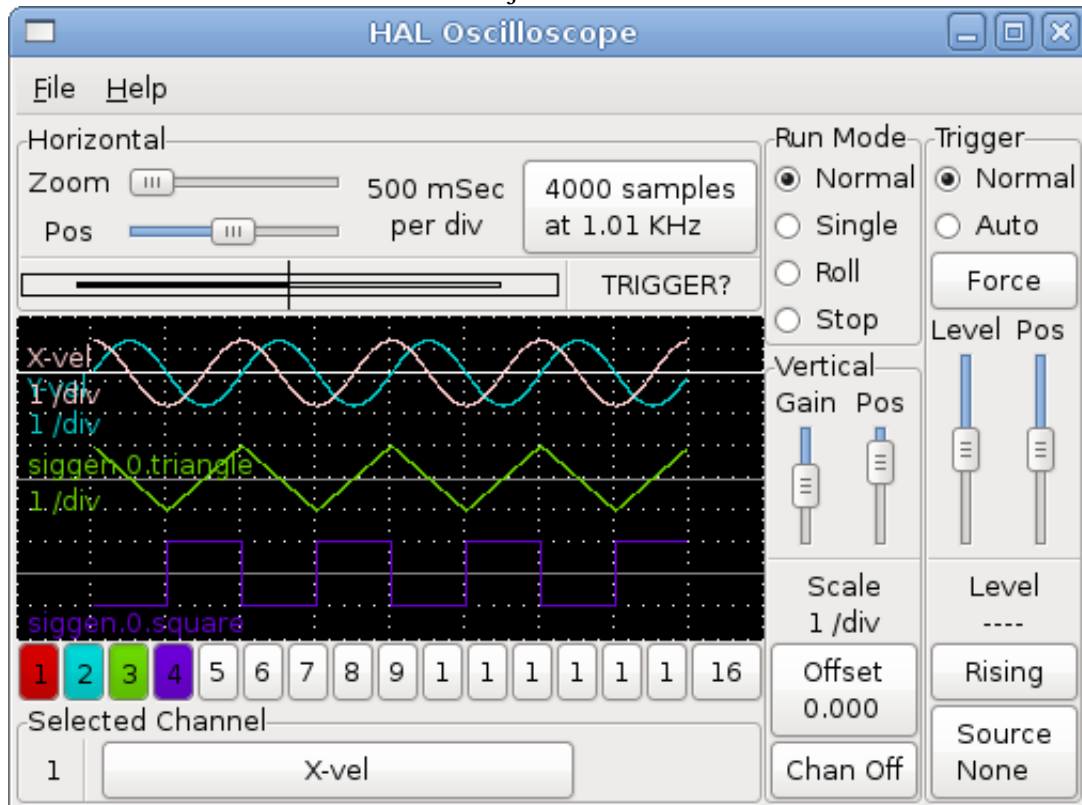 HAL Oscilloscope
File Help
Horizontal
Zoom
Pos
500 mSec
per div
4000 samples
at 1.01 KHz
TRIGGER?
Run Mode
Normal
Single
Roll
Stop
Trigger
Normal
Auto
Force
Level Pos
Vertical
Gain Pos
X-vel
Y-vel
1 /div
1 /div
siggen.0.triangle
1 /div
siggen.0.square
1 2 3 4 5 6 7 8 9 1 1 1 1 1 1 16
Scale
1 /div
Offset
0.000
Chan Off
Level
----
Rising
Source
None
Selected Channel
1 X-vel